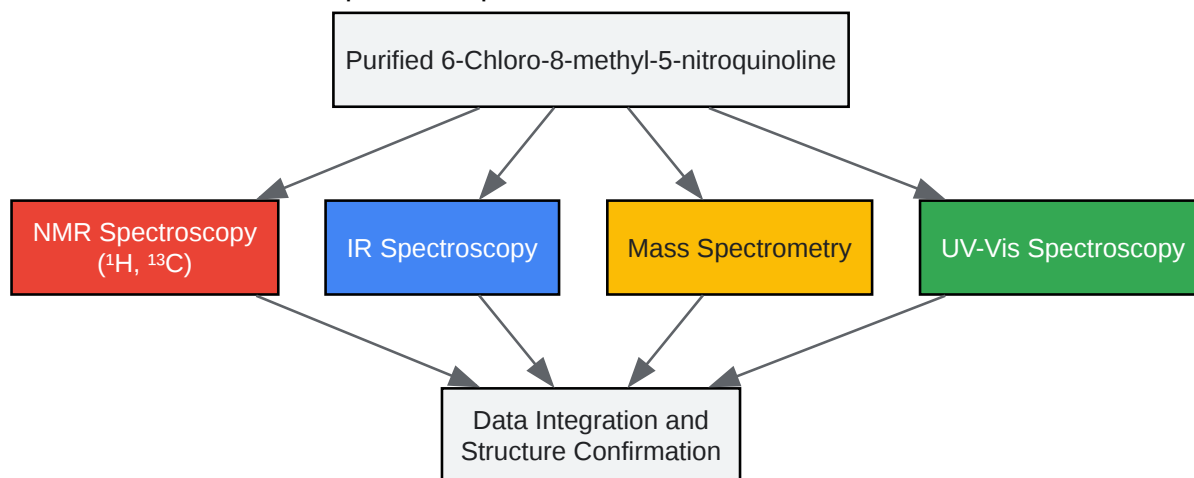 Purified 6-Chloro-8-methyl-5-nitroquinoline
NMR Spectroscopy
(¹H, ¹³C)
IR Spectroscopy
Mass Spectrometry
UV-Vis Spectroscopy
Data Integration and
Structure Confirmation